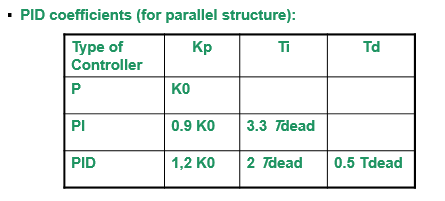 ▪ PID coefficients (for parallel structure):
Type of Controller Kp Ti Td
P K0
PI 0.9 K0 3.3 Tdead
PID 1,2 K0 2 Tdead 0.5 Tdead